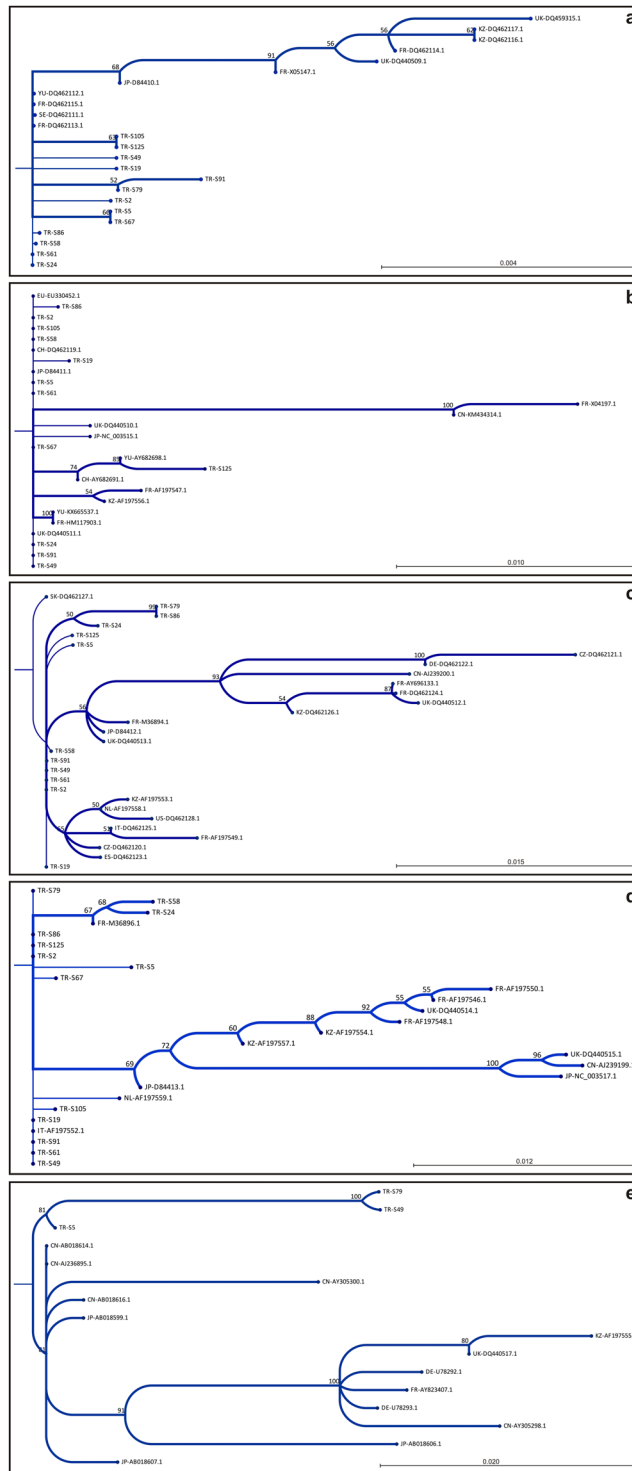 a
UK-DQ459315.1
56
62
KZ-DQ462117.1
KZ-DQ462116.1
56
FR-DQ462114.1
91
UK-DQ440509.1
68
FR-X05147.1
JP-D84410.1
YU-DQ462112.1
FR-DQ462115.1
SE-DQ462111.1
FR-DQ462113.1
TR-S105
TR-S125
TR-S49
TR-S19
52
TR-S91
TR-S79
TR-S2
TR-S5
TR-S67
TR-S86
TR-S58
TR-S61
TR-S24
0.004
b
EU-EU330452.1
TR-S86
TR-S2
TR-S105
TR-S58
CH-DQ462119.1
TR-S19
JP-D84411.1
TR-S5
TR-S61
100
FR-X04197.1
CN-KM434314.1
UK-DQ440510.1
JP-NC_003515.1
TR-S67
85
YU-AY682698.1
74
TR-S125
CH-AY682691.1
54
FR-AF197547.1
KZ-AF197556.1
100
YU-KX665537.1
FR-HM117903.1
UK-DQ440511.1
TR-S24
TR-S91
TR-S49
0.010
c
SK-DQ462127.1
99
TR-S79
TR-S86
50
TR-S24
TR-S125
TR-S5
100
CZ-DQ462121.1
DE-DQ462122.1
93
CN-AJ239200.1
87
FR-AY696133.1
FR-DQ462124.1
54
UK-DQ440512.1
KZ-DQ462126.1
56
FR-M36894.1
JP-D84412.1
UK-DQ440513.1
TR-S58
TR-S91
TR-S49
TR-S61
TR-S2
KZ-AF197553.1
50
NL-AF197558.1
US-DQ462128.1
IT-DQ462125.1
FR-AF197549.1
CZ-DQ462120.1
ES-DQ462123.1
TR-S19
0.015
d
TR-S79
68
TR-S58
67
TR-S24
FR-M36896.1
TR-S86
TR-S125
TR-S2
TR-S5
TR-S67
55
FR-AF197550.1
55
FR-AF197546.1
92
UK-DQ440514.1
88
FR-AF197548.1
60
KZ-AF197554.1
KZ-AF197557.1
72
96
UK-DQ440515.1
100
CN-AJ239199.1
69
JP-NC_003517.1
JP-D84413.1
NL-AF197559.1
TR-S105
TR-S19
IT-AF197552.1
TR-S91
TR-S61
TR-S49
0.012
e
100
TR-S79
81
TR-S49
TR-S5
CN-AB018614.1
CN-AJ236895.1
CN-AY305300.1
CN-AB018616.1
JP-AB018599.1
80
KZ-AF197555
UK-DQ440517.1
100
DE-U78292.1
FR-AY823407.1
DE-U78293.1
91
CN-AY305298.1
JP-AB018606.1
JP-AB018607.1
0.020